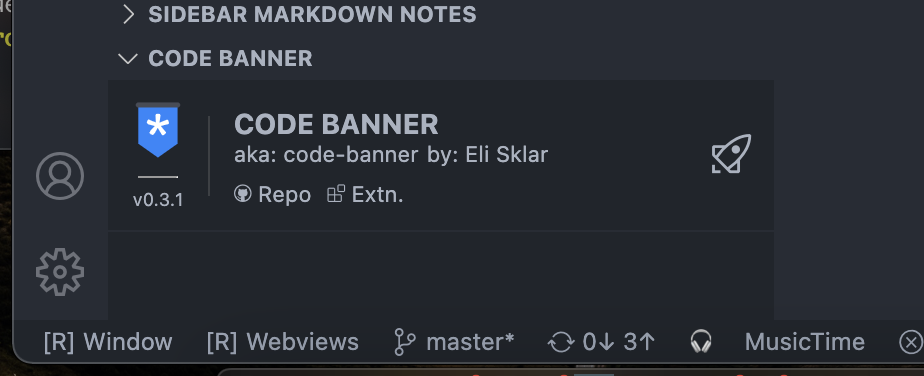 SIDEBAR MARKDOWN NOTES
CODE BANNER
CODE BANNER
aka: code-banner by: Eli Sklar
v0.3.1
Repo Extn.
[R] Window [R] Webviews master* 0↓ 3↑ MusicTime